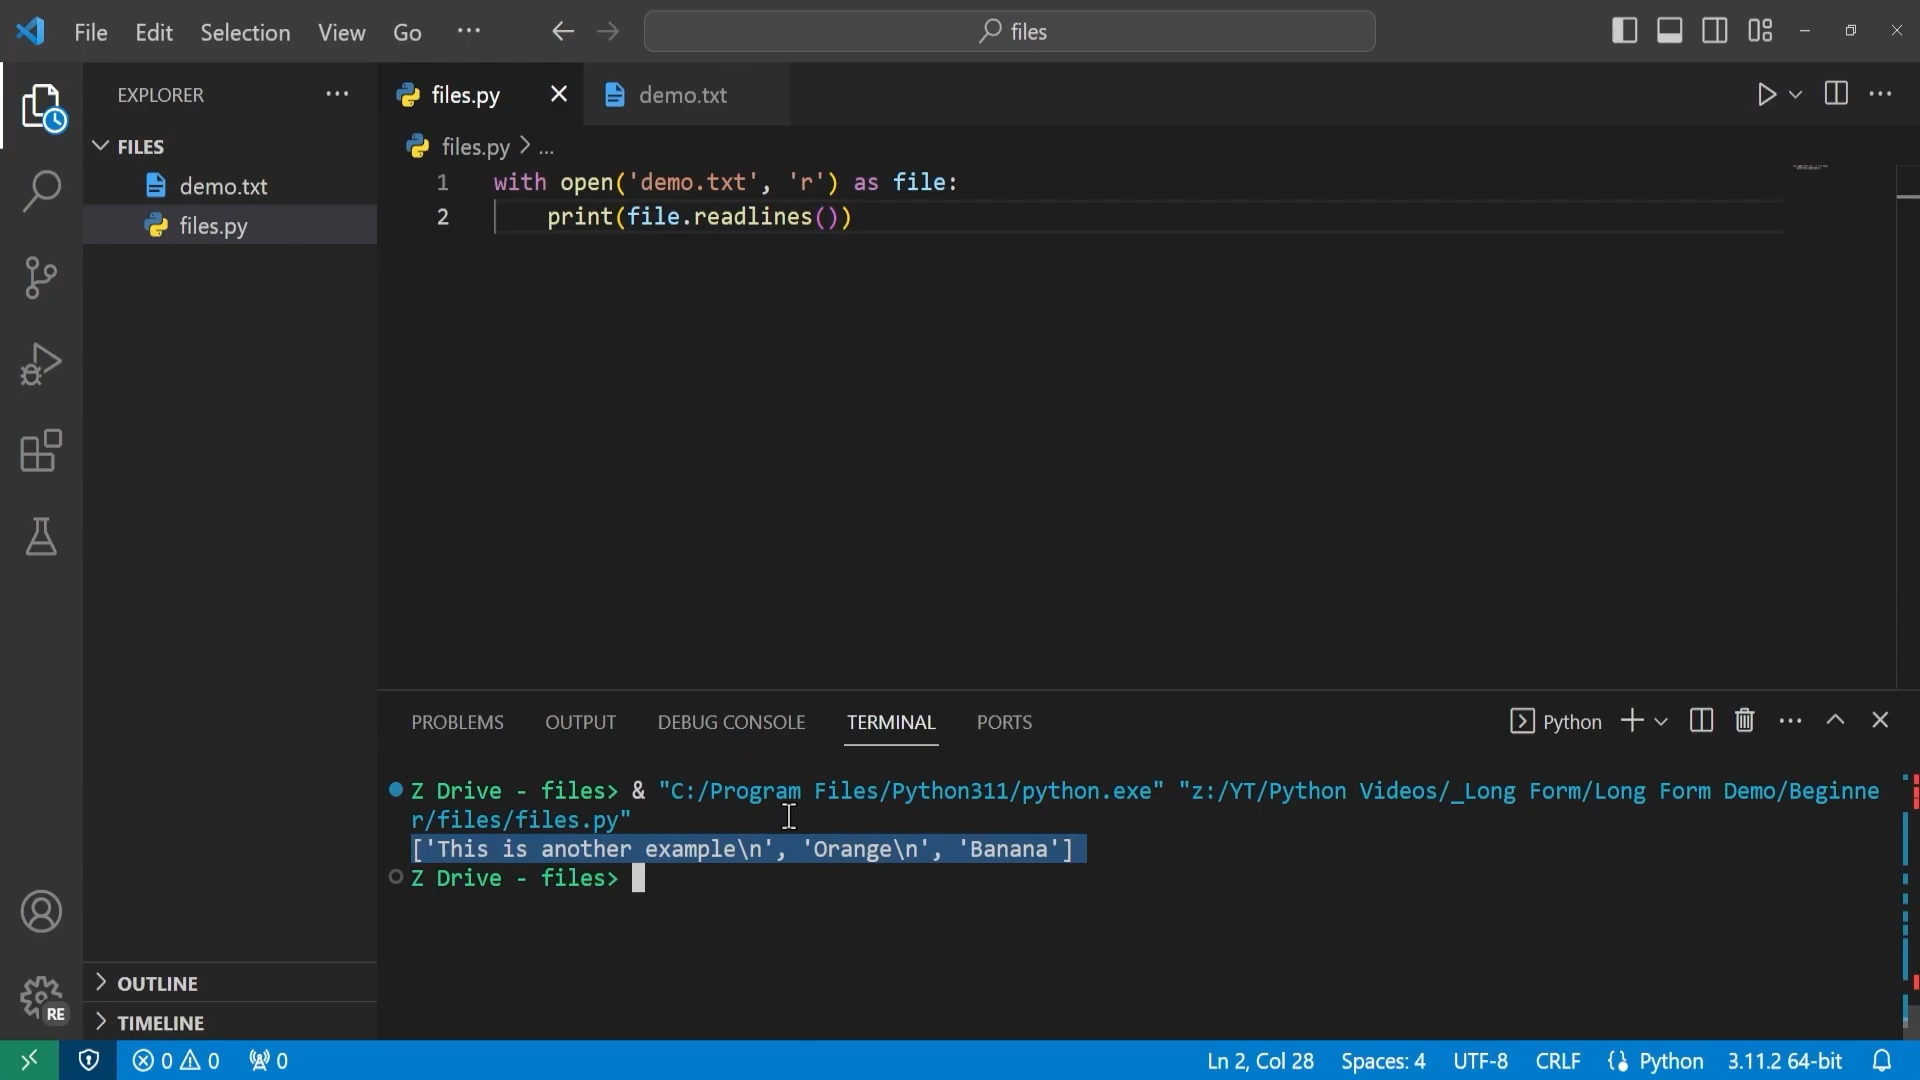 File Edit Selection View Go ··· files
EXPLORER ···
files.py demo.txt
FILES
demo.txt
files.py
files.py > ...
1 with open('demo.txt', 'r') as file:
2 print(file.readlines())
PROBLEMS OUTPUT DEBUG CONSOLE TERMINAL PORTS
Python
Z Drive - files> & "C:/Program Files/Python311/python.exe" "z:/YT/Python Videos/_Long Form/Long Form Demo/Beginne
r/files/files.py"
['This is another example\n', 'Orange\n', 'Banana']
Z Drive - files>
OUTLINE
RE
TIMELINE
0 0 0 Ln 2, Col 28 Spaces: 4 UTF-8 CRLF Python 3.11.2 64-bit